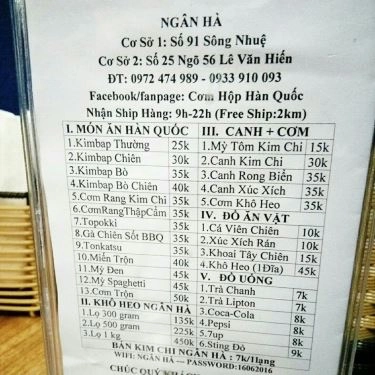 NGÂN HÀ
Cơ Sở 1: Số 91 Sông Nhuệ
Cơ Sở 2: Số 25 Ngõ 56 Lê Văn Hiến
ĐT: 0972 474 989 - 0933 910 093
Facebook/fanpage: Cơm Hộp Hàn Quốc
Nhận Ship Hàng: 9h-22h (Free Ship:2km)
I. MÓN ĂN HÀN QUỐC
1.Kimbap Thường 25k
2.Kimbap Chiên 30k
3.Kimbap Bò 35k
4.Kimbap Bò Chiên 40k
5.Cơm Rang Kim Chi 35k
6.CơmRangThậpCẩm 35k
7.Topokki 35k
8.Gà Chiên Sốt BBQ 35k
9.Tonkatsu 35k
10.Miến Trộn 40k
11.Mỳ Đen 45k
12.Mỳ Spaghetti 45k
13.Cơm Trộn 50k
II. KHÔ HEO NGÂN HÀ
1.Lọ 300 gram 135k
2.Lọ 500 gram 225k
3.Lọ 1 kg 450k
III. CANH + CƠM
1.Mỳ Tôm Kim Chi 15k
2.Canh Kim Chi 30k
3.Canh Rong Biển 35k
4.Canh Xúc Xích 35k
5.Cơm Khô Heo 35k
IV. ĐỒ ĂN VẶT
1.Cá Viên Chiên 10k
2.Xúc Xích Rán 10k
3.Khoai Tây Chiên 15k
4.Khô Heo (1Đĩa) 45k
V. ĐỒ UỐNG
1.Trà Chanh 7k
2.Trà Lipton 7k
3.Coca-Cola 8k
4.Pepsi 8k
5.7up 8k
6.Sting Đỏ 9k
BÁN KIM CHI NGÂN HÀ : 7k/1lạng
WIFI: NGÂN HÀ — PASSWORD:16062016
CHÚC QUÝ